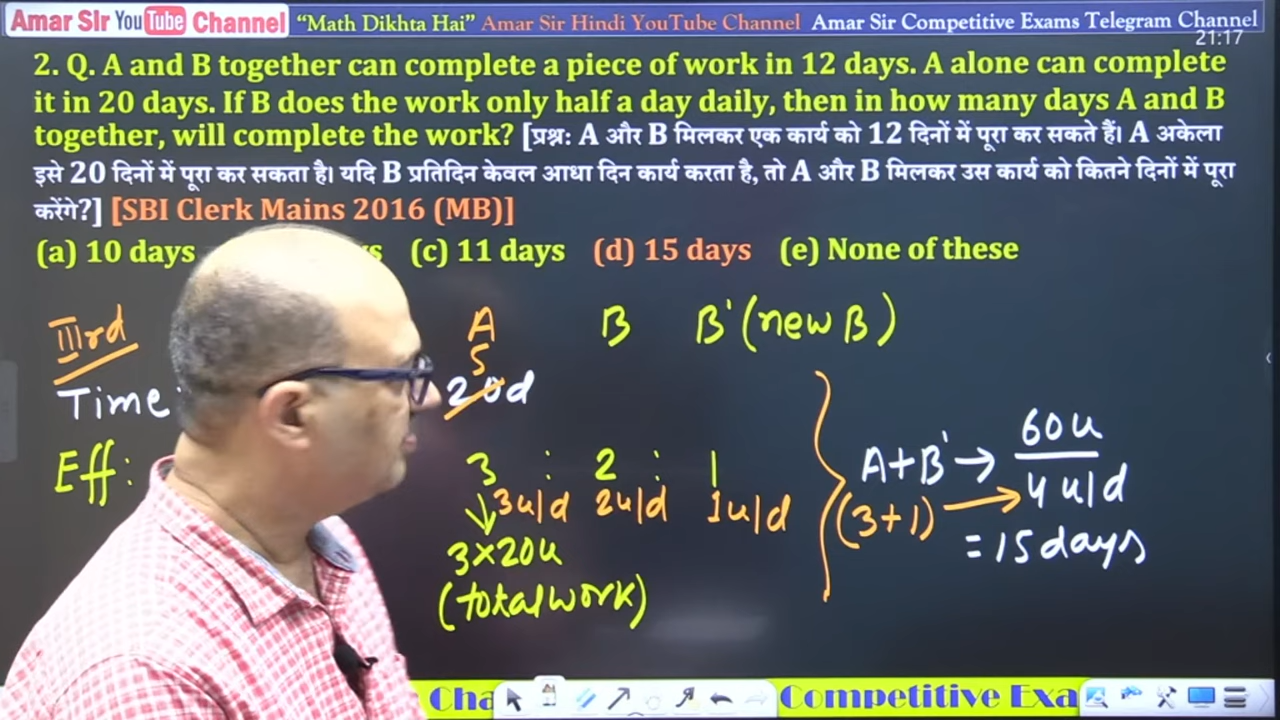 Amar SIr YouTube Channel "Math Dikhta Hai" Amar Sir Hindi YouTube Channel Amar Sir Competitive Exams Telegram Channel
21:17
2. Q. A and B together can complete a piece of work in 12 days. A alone can complete
it in 20 days. If B does the work only half a day daily, then in how many days A and B
together, will complete the work? [प्रश्न: A और B मिलकर एक कार्य को 12 दिनों में पूरा कर सकते हैं। A अकेला
इसे 20 दिनों में पूरा कर सकता है। यदि B प्रतिदिन केवल आधा दिन कार्य करता है, तो A और B मिलकर उस कार्य को कितने दिनों में पूरा
करेंगे?] [SBI Clerk Mains 2016 (MB)]
(a) 10 days (c) 11 days (d) 15 days (e) None of these
IIIrd A B B' (new B)
5
Time: 20d
Eff: 3 : 2 : 1
3u/d 2u/d 1u/d
3×20u
(total work)
A+B' → 60u
(3+1) → 4 u/d
= 15 days
Cha Competitive Exa